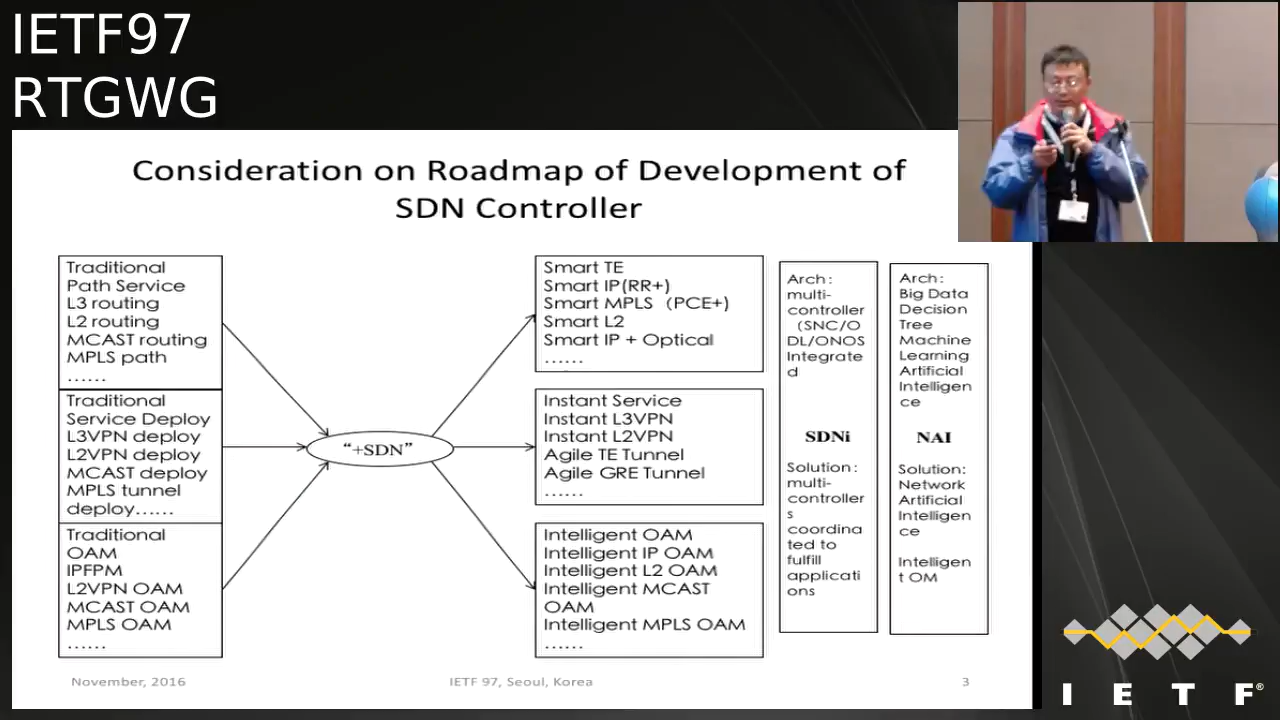 IETF97
RTGWG
Consideration on Roadmap of Development of
SDN Controller
Traditional
Path Service
L3 routing
L2 routing
MCAST routing
MPLS path
......
Traditional
Service Deploy
L3VPN deploy
L2VPN deploy
MCAST deploy
MPLS tunnel
deploy......
Traditional
OAM
IPFPM
L2VPN OAM
MCAST OAM
MPLS OAM
......
“+SDN”
Smart TE
Smart IP(RR+)
Smart MPLS (PCE+)
Smart L2
Smart IP + Optical
......
Instant Service
Instant L3VPN
Instant L2VPN
Agile TE Tunnel
Agile GRE Tunnel
......
Intelligent OAM
Intelligent IP OAM
Intelligent L2 OAM
Intelligent MCAST
OAM
Intelligent MPLS OAM
......
Arch:
multi-
controller
(SNC/O
DL/ONOS
Integrate
d
SDNi
Solution:
multi-
controller
s
coordina
ted to
fulfill
applicati
ons
Arch:
Big Data
Decision
Tree
Machine
Learning
Artificial
Intelligen
ce
NAI
Solution:
Network
Artificial
Intelligen
ce
Intelligen
t OM
November, 2016
IETF 97, Seoul, Korea
3
I E T F®